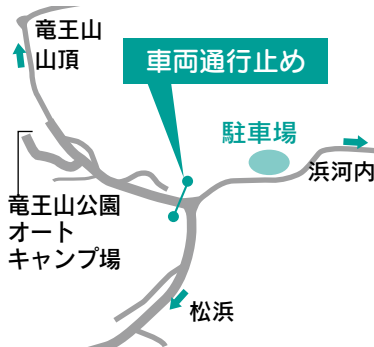 竜王山
山頂
車両通行止め
駐車場
浜河内
竜王山公園
オート
キャンプ場
松浜